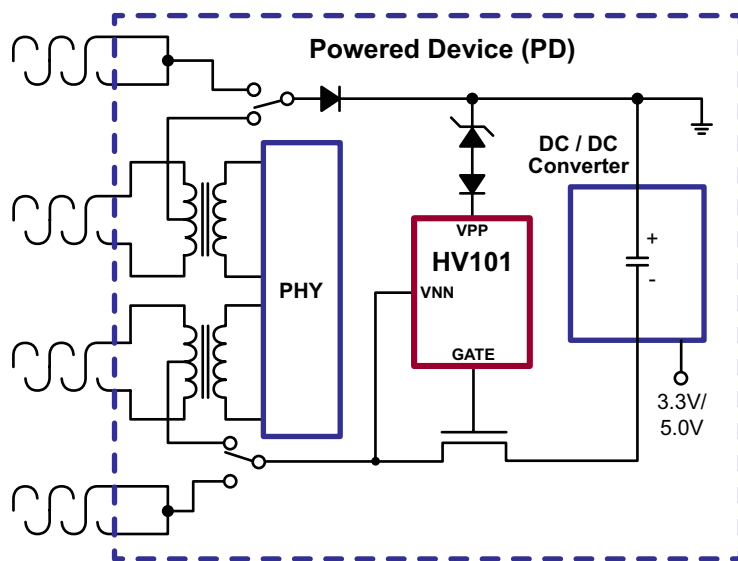 Powered Device (PD)
DC / DC
Converter
VPP
HV101
VNN
GATE
PHY
+
-
3.3V/
5.0V